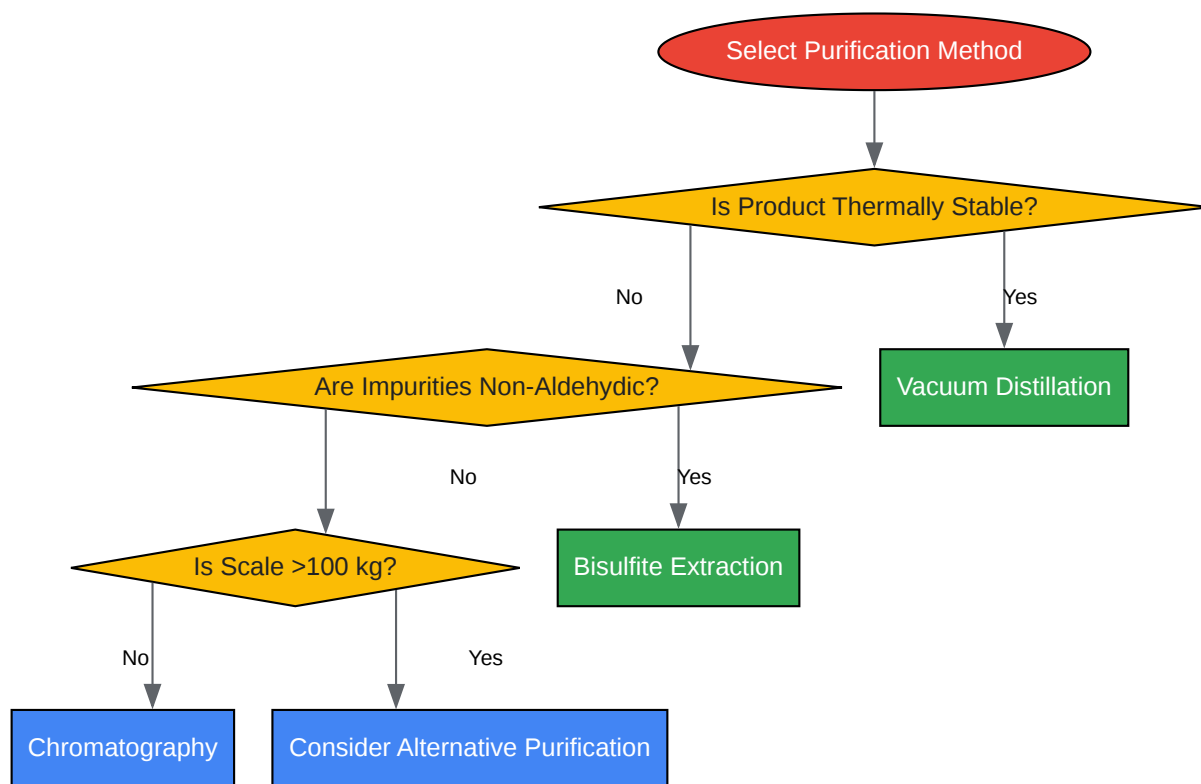 Select Purification Method
Is Product Thermally Stable?
No
Yes
Are Impurities Non-Aldehydic?
Vacuum Distillation
No
Yes
Is Scale >100 kg?
Bisulfite Extraction
No
Yes
Chromatography
Consider Alternative Purification